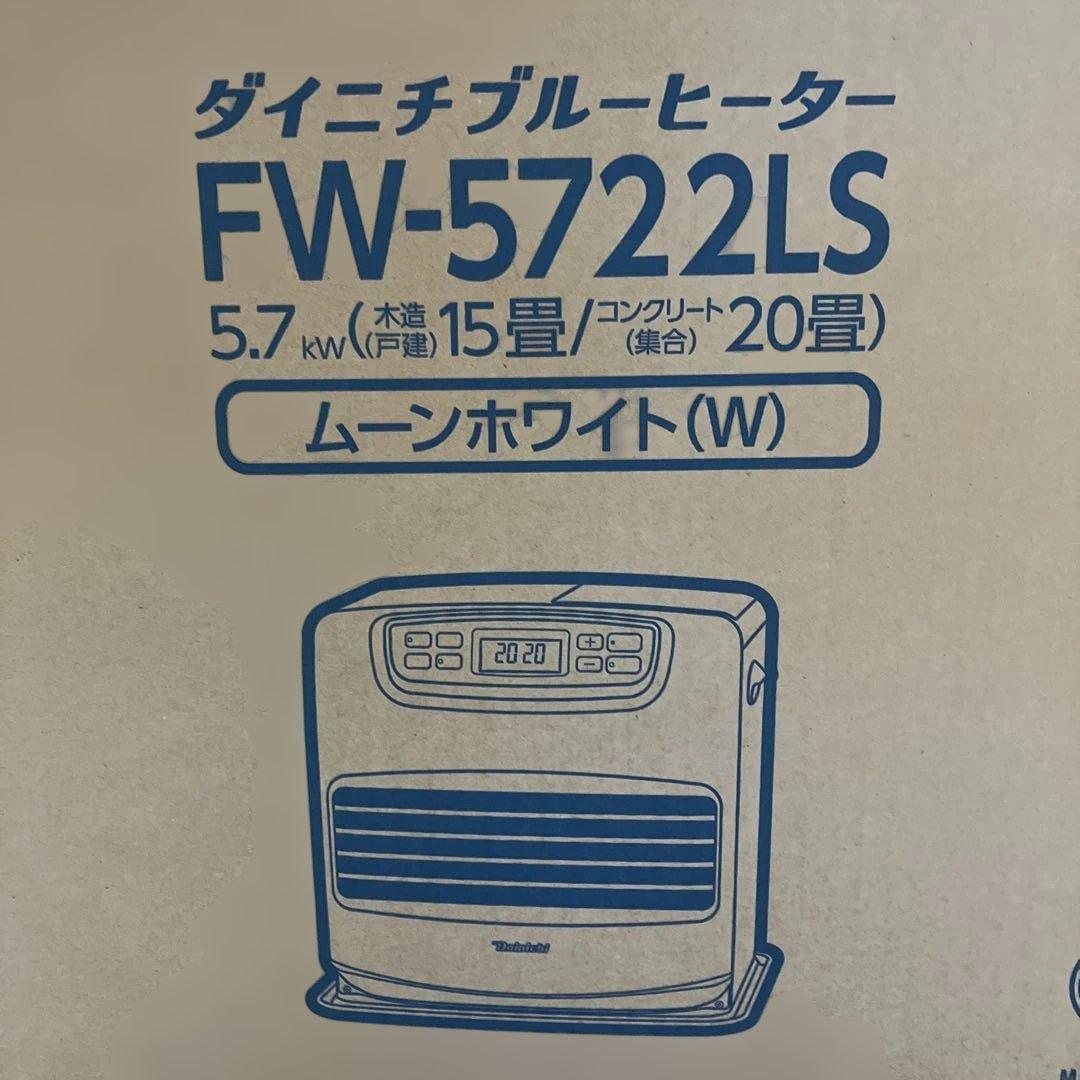 ダイニチブルーヒーター
FW-5722LS
5.7kW(木造(戸建)15畳/コンクリート(集合)20畳)
ムーンホワイト(W)
20 20
Dainichi